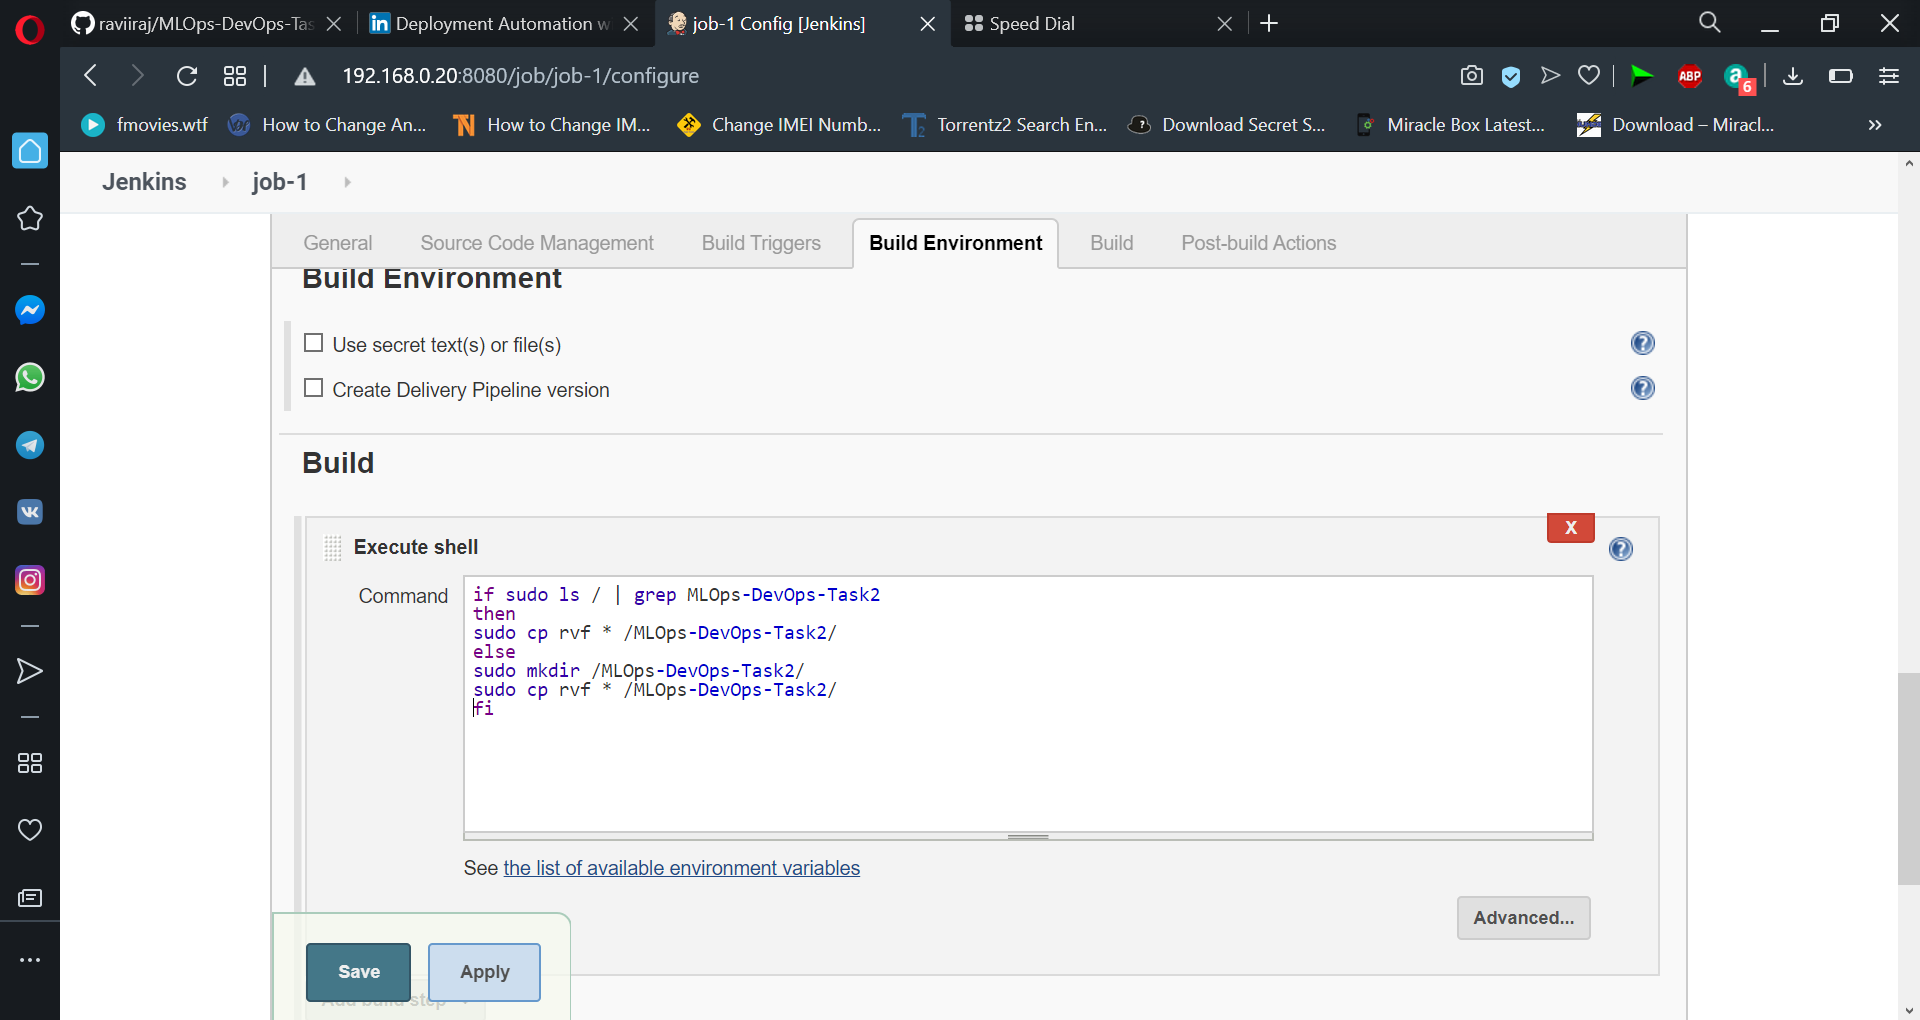 raviiraj/MLOps-DevOps-Tas
Deployment Automation w
job-1 Config [Jenkins]
Speed Dial
192.168.0.20:8080/job/job-1/configure
ABP
a
6
fmovies.wtf
How to Change An...
How to Change IM...
Change IMEI Numb...
Torrentz2 Search En...
Download Secret S...
Miracle Box Latest...
Download – Miracl...
Jenkins
job-1
General
Source Code Management
Build Triggers
Build Environment
Build
Post-build Actions
Build Environment
Use secret text(s) or file(s)
Create Delivery Pipeline version
Build
X
Execute shell
Command
if sudo ls / | grep MLOps-DevOps-Task2
then
sudo cp rvf * /MLOps-DevOps-Task2/
else
sudo mkdir /MLOps-DevOps-Task2/
sudo cp rvf * /MLOps-DevOps-Task2/
fi
See the list of available environment variables
Advanced...
Save
Apply
Add build step